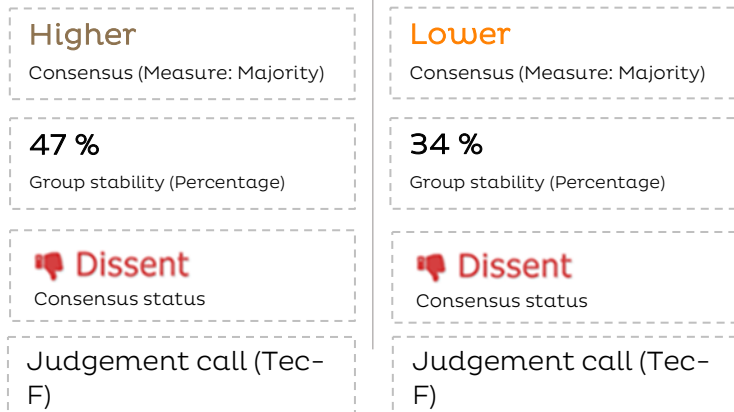 Higher
Consensus (Measure: Majority)
47 %
Group stability (Percentage)
Dissent
Consensus status
Judgement call (Tec-
F)
Lower
Consensus (Measure: Majority)
34 %
Group stability (Percentage)
Dissent
Consensus status
Judgement call (Tec-
F)